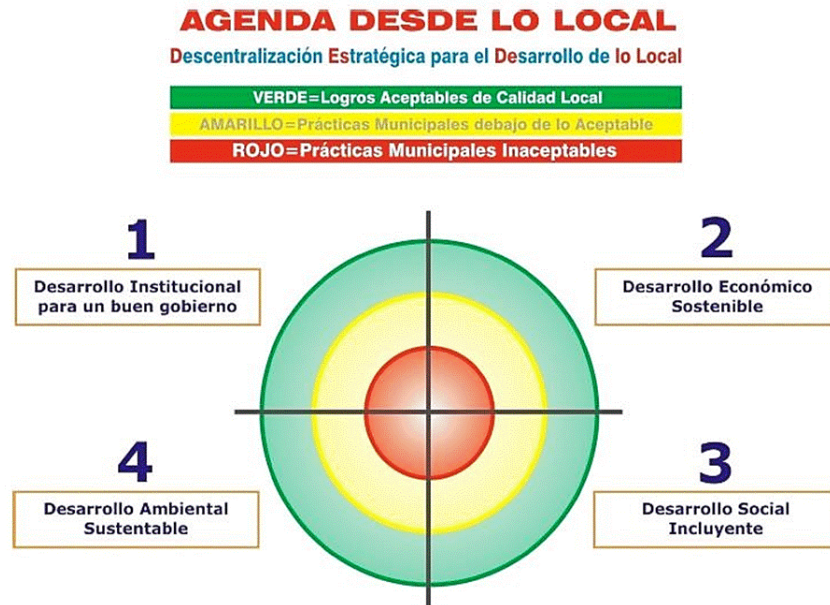 AGENDA DESDE LO LOCAL
Descentralización Estratégica para el Desarrollo de lo Local
VERDE=Logros Aceptables de Calidad Local
AMARILLO=Prácticas Municipales debajo de lo Aceptable
ROJO=Prácticas Municipales Inaceptables
1
Desarrollo Institucional
para un buen gobierno
2
Desarrollo Económico
Sostenible
4
Desarrollo Ambiental
Sustentable
3
Desarrollo Social
Incluyente